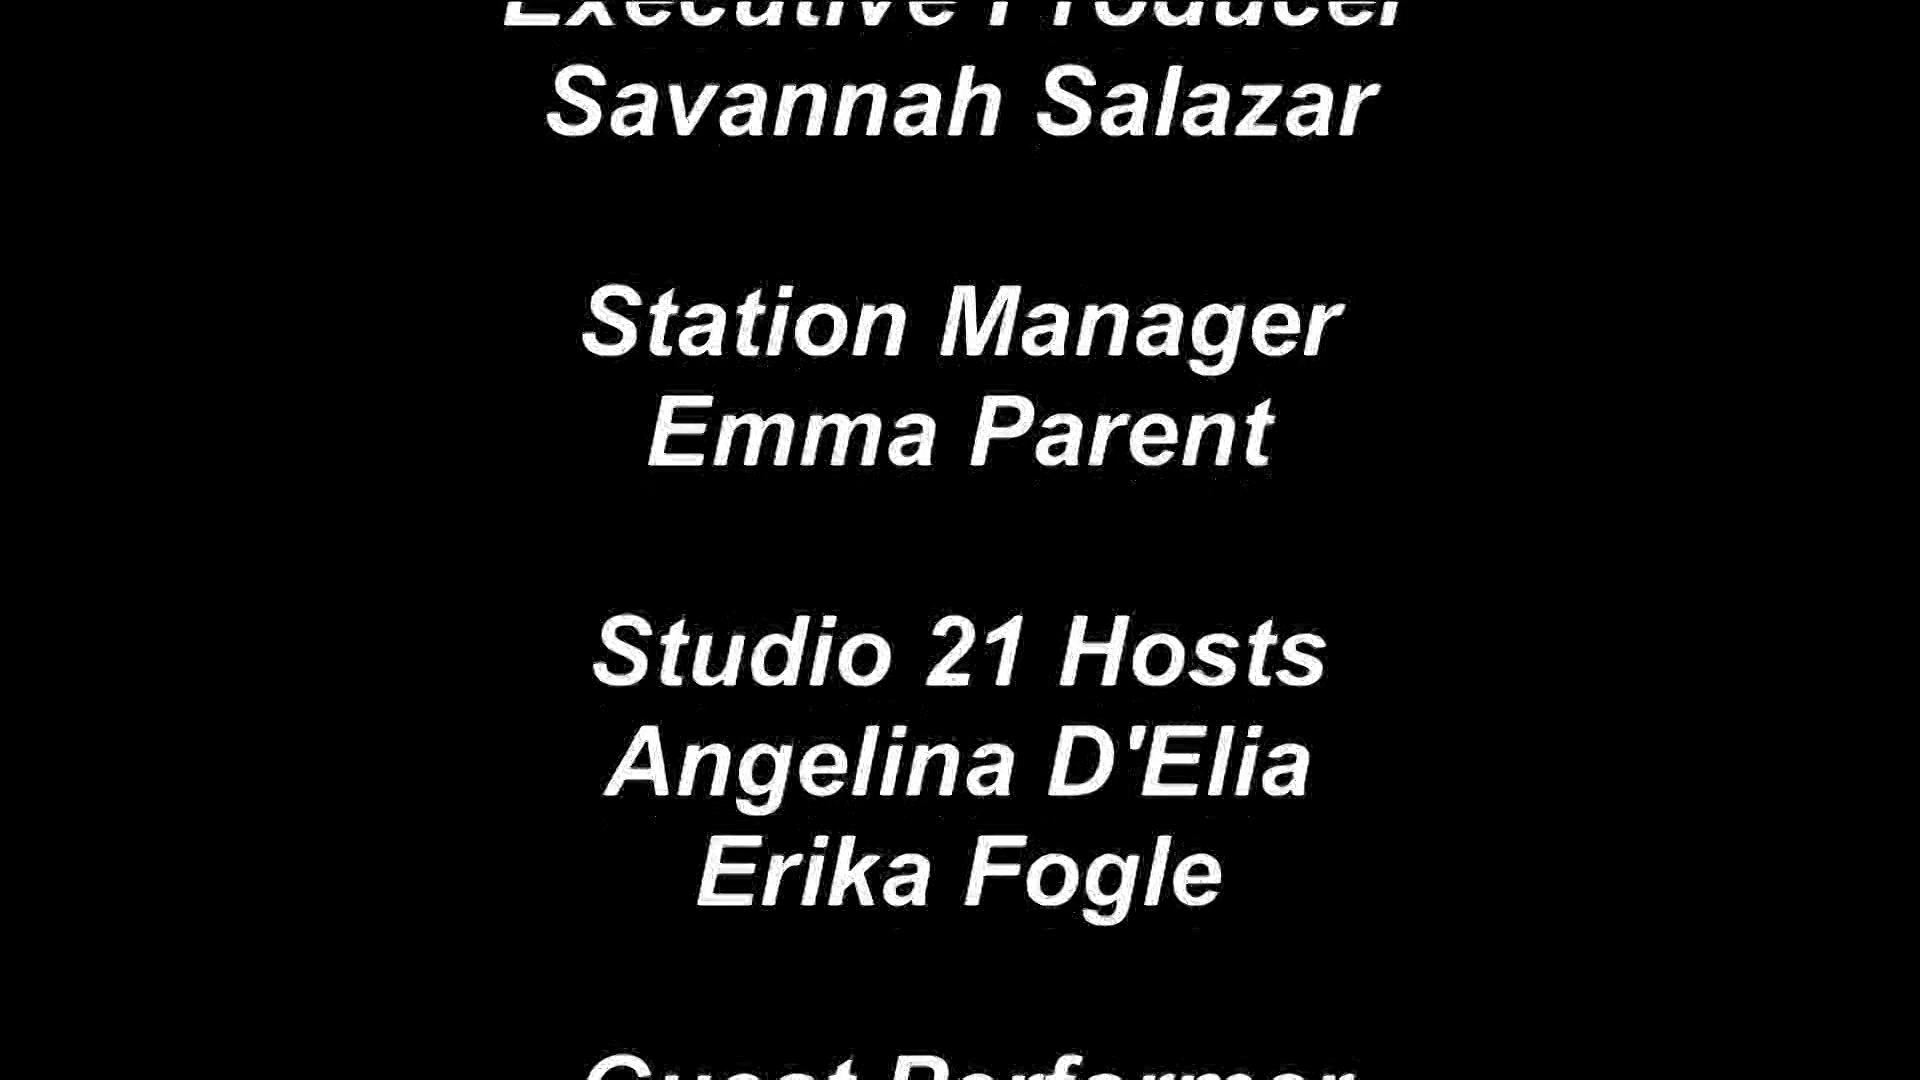 Executive Producer
Savannah Salazar
Station Manager
Emma Parent
Studio 21 Hosts
Angelina D'Elia
Erika Fogle
Guest Performer